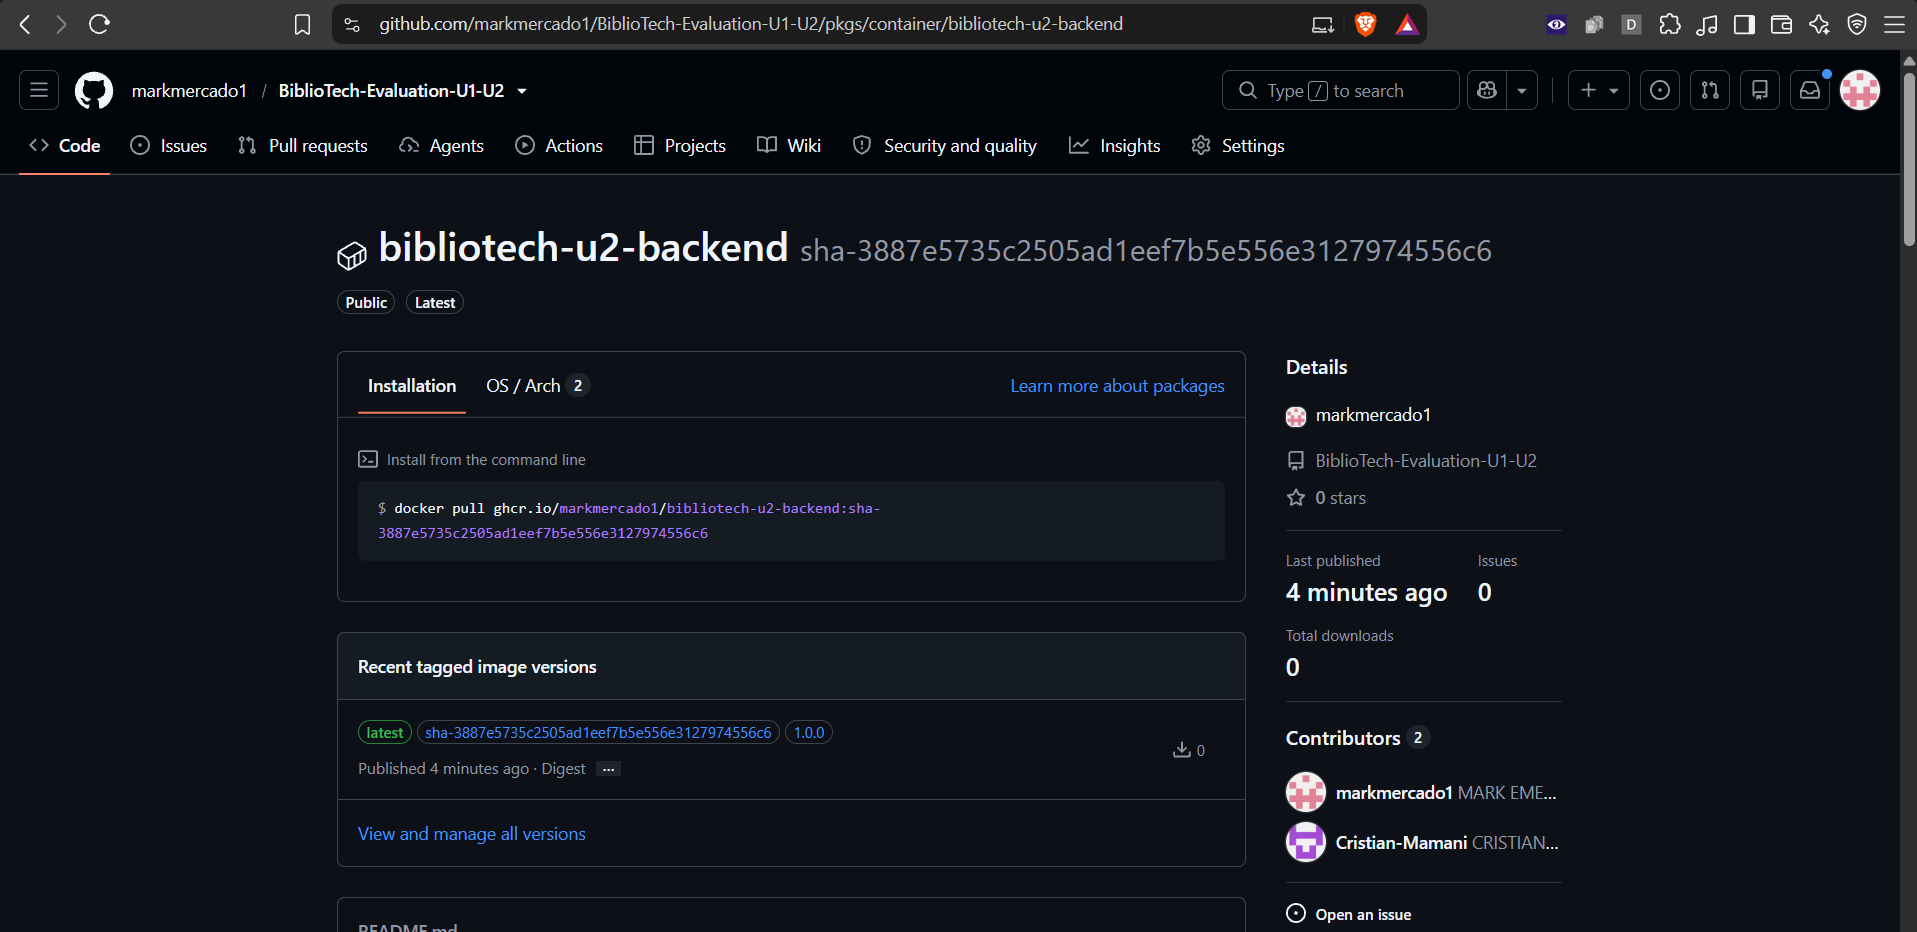 github.com/markmercado1/BiblioTech-Evaluation-U1-U2/pkgs/container/bibliotech-u2-backend
D
markmercado1 / BiblioTech-Evaluation-U1-U2
Type / to search
Code Issues Pull requests Agents Actions Projects Wiki Security and quality Insights Settings
bibliotech-u2-backend sha-3887e5735c2505ad1eef7b5e556e3127974556c6
Public Latest
Installation OS / Arch 2 Learn more about packages
Install from the command line
$ docker pull ghcr.io/markmercado1/bibliotech-u2-backend:sha-
3887e5735c2505ad1eef7b5e556e3127974556c6
Recent tagged image versions
latest sha-3887e5735c2505ad1eef7b5e556e3127974556c6 1.0.0
0
Published 4 minutes ago · Digest ...
View and manage all versions
README.md
Details
markmercado1
BiblioTech-Evaluation-U1-U2
0 stars
Last published Issues
4 minutes ago 0
Total downloads
0
Contributors 2
markmercado1 MARK EME...
Cristian-Mamani CRISTIAN...
Open an issue